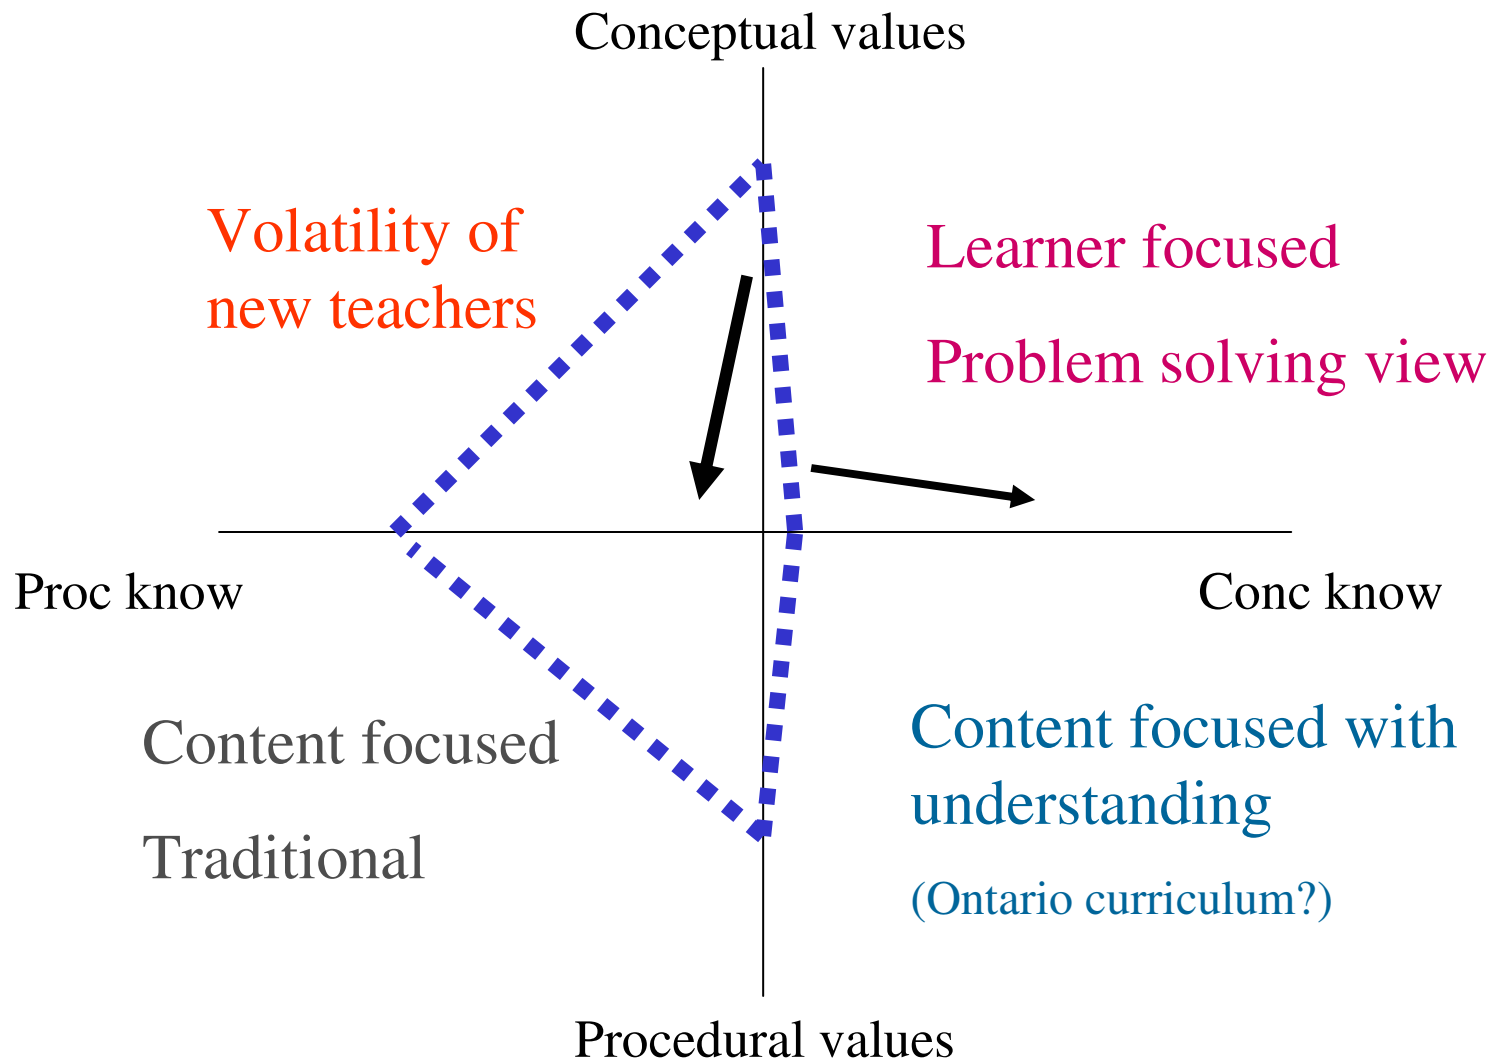 Conceptual values
Volatility of
new teachers
Learner focused
Problem solving view
Proc know
Conc know
Content focused
Traditional
Content focused with
understanding
(Ontario curriculum?)
Procedural values